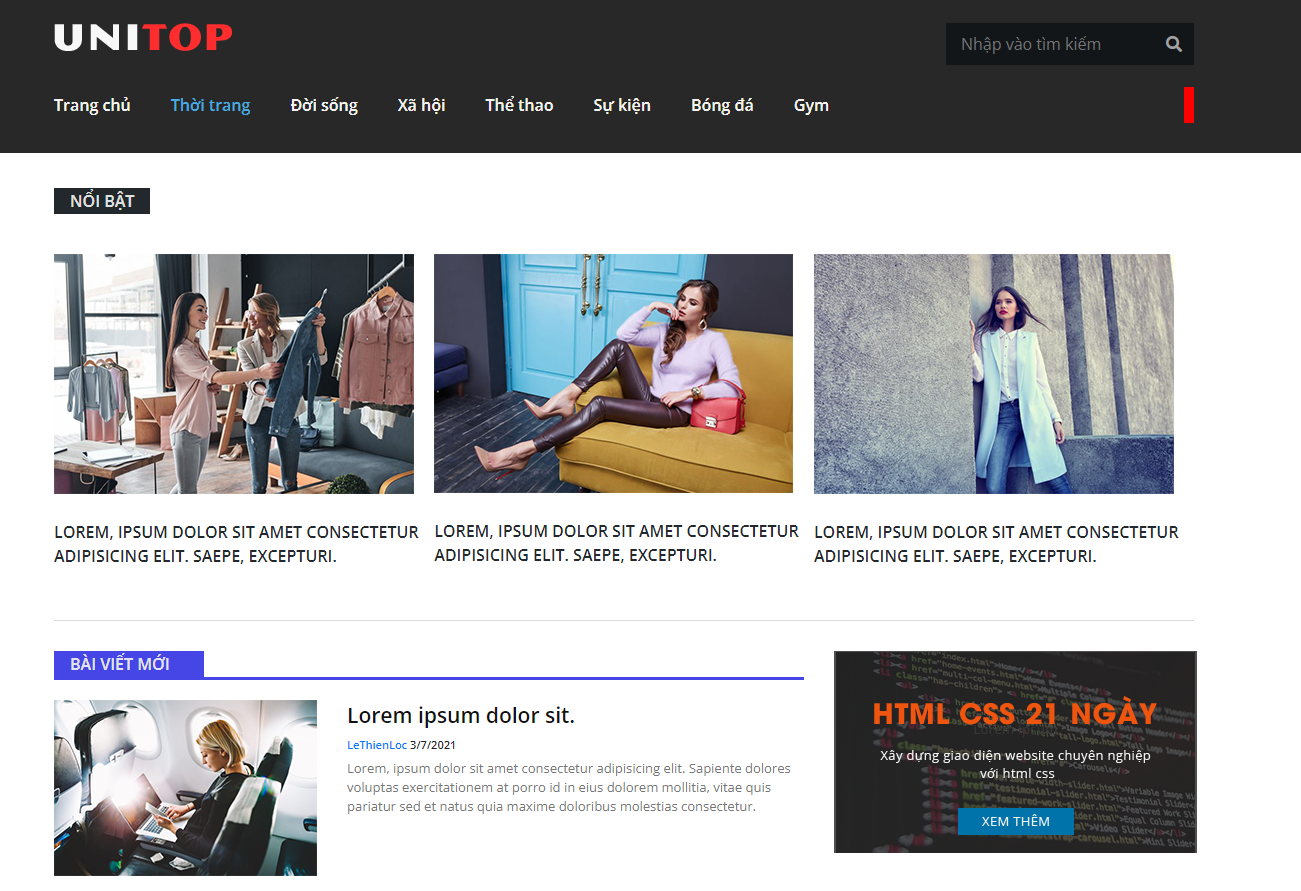 UNITOP
Nhập vào tìm kiếm
Trang chủ Thời trang Đời sống Xã hội Thể thao Sự kiện Bóng đá Gym
NỔI BẬT
LOREM, IPSUM DOLOR SIT AMET CONSECTETUR
ADIPISICING ELIT. SAEPE, EXCEPTURI.
LOREM, IPSUM DOLOR SIT AMET CONSECTETUR
ADIPISICING ELIT. SAEPE, EXCEPTURI.
LOREM, IPSUM DOLOR SIT AMET CONSECTETUR
ADIPISICING ELIT. SAEPE, EXCEPTURI.
BÀI VIẾT MỚI
Lorem ipsum dolor sit.
LeThienLoc 3/7/2021
Lorem, ipsum dolor sit amet consectetur adipisicing elit. Sapiente dolores
voluptas exercitationem at porro id in eius dolorem mollitia, vitae quis
pariatur sed et natus quia maxime doloribus molestias consectetur.
HTML CSS 21 NGÀY
Xây dựng giao diện website chuyên nghiệp
với html css
XEM THÊM